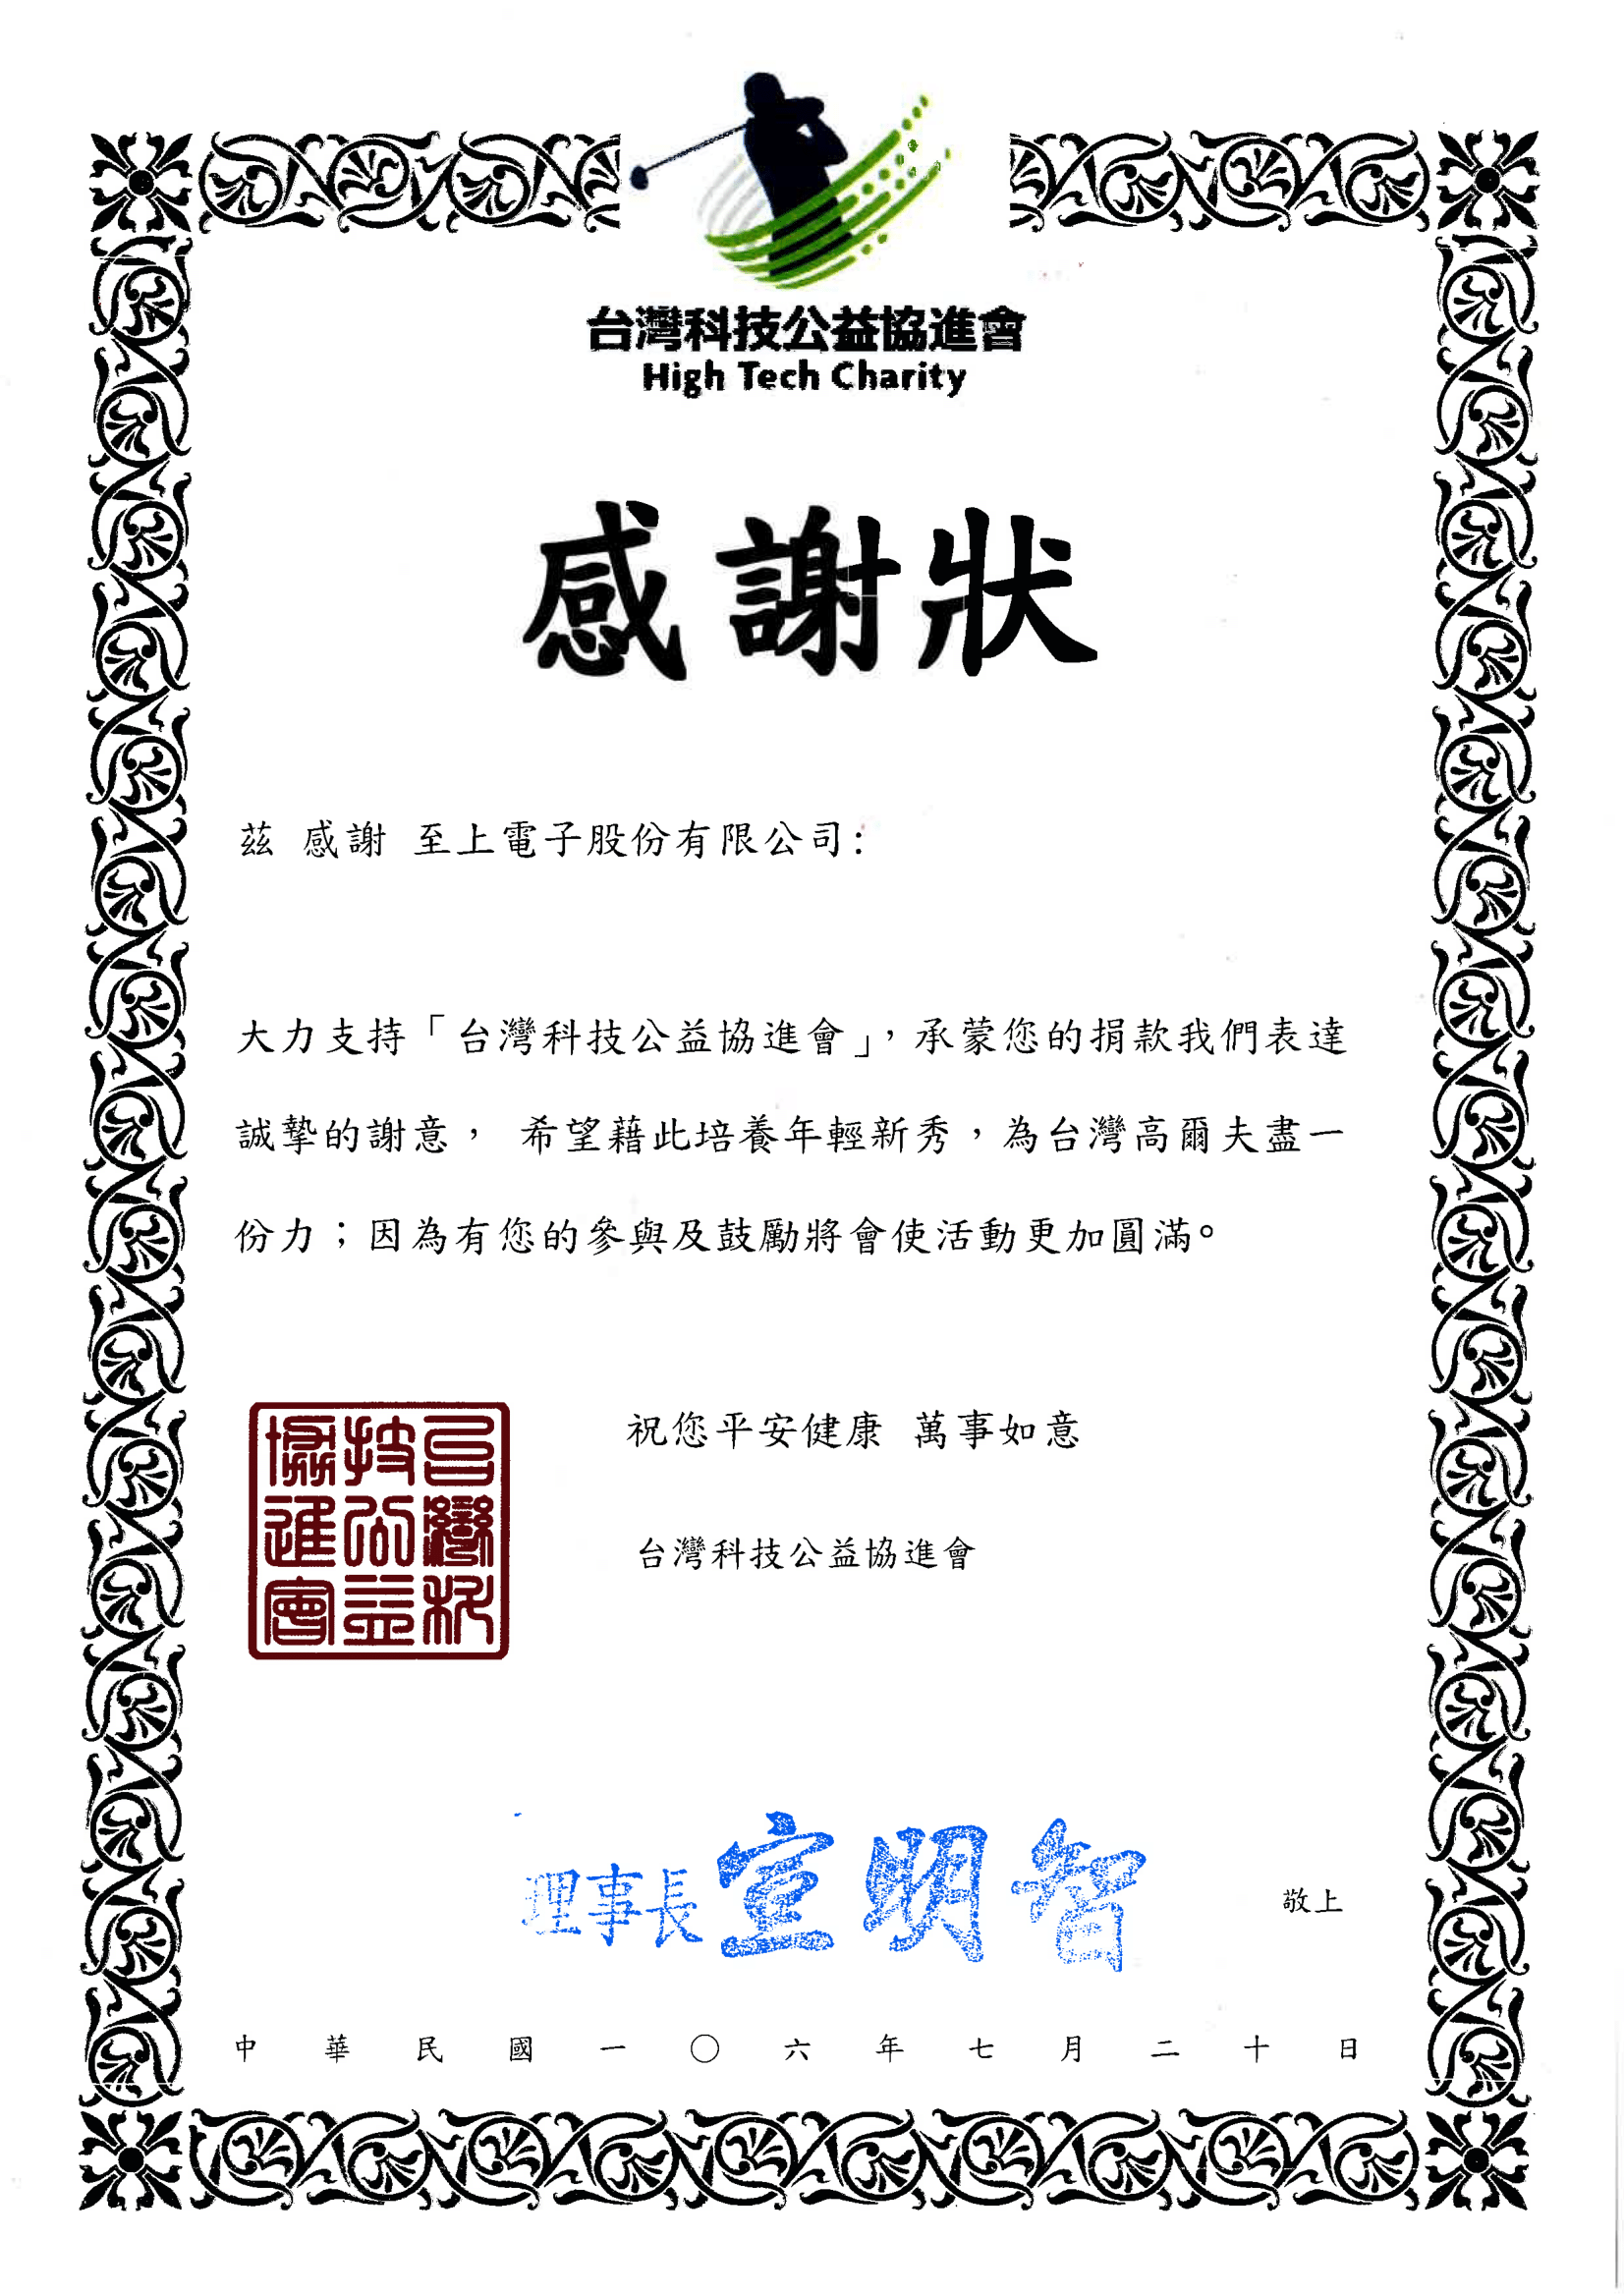 台灣科技公益協進會
High Tech Charity
感謝狀
茲 感謝 至上電子股份有限公司：
大力支持「台灣科技公益協進會」，承蒙您的捐款我們表達
誠摯的謝意， 希望藉此培養年輕新秀，為台灣高爾夫盡一
份力；因為有您的參與及鼓勵將會使活動更加圓滿。
祝您平安健康 萬事如意
台灣科技公益協進會
台灣科
技公益
協進會
理事長 宣明智 敬上
中華民國一〇六年七月二十日